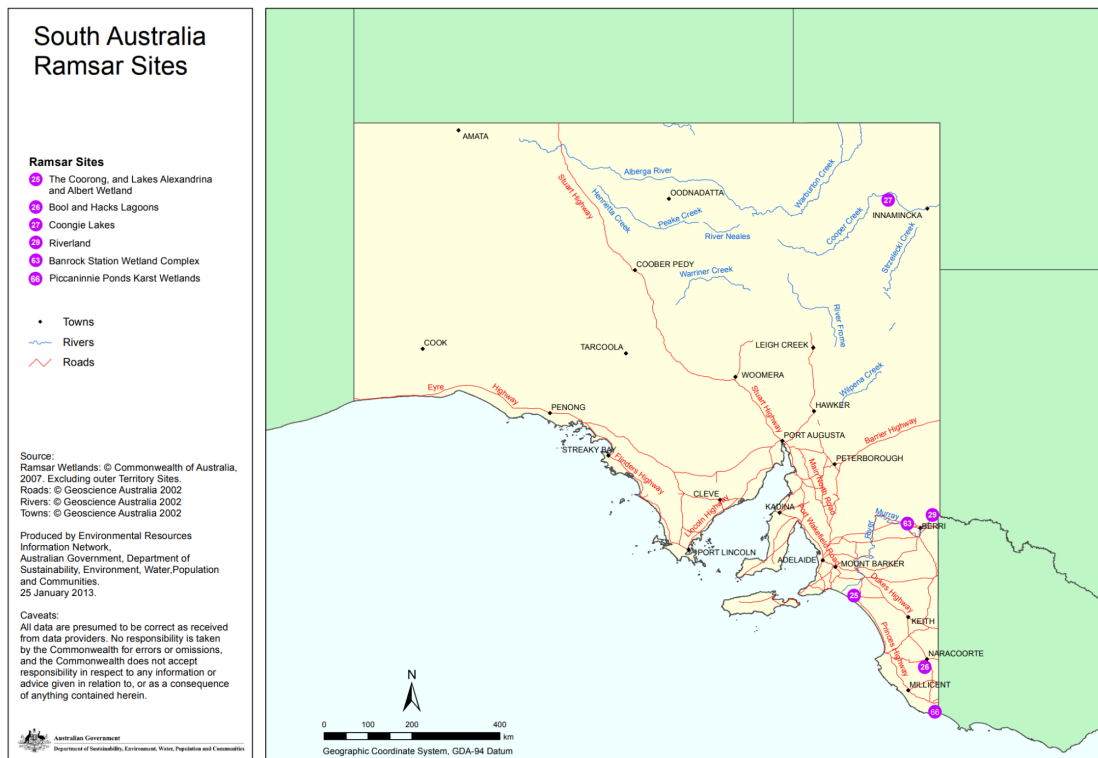 South Australia
Ramsar Sites
Ramsar Sites
25 The Coorong, and Lakes Alexandrina
and Albert Wetland
26 Bool and Hacks Lagoons
27 Coongie Lakes
29 Riverland
63 Banrock Station Wetland Complex
66 Piccaninnie Ponds Karst Wetlands
Towns
Rivers
Roads
Source:
Ramsar Wetlands: © Commonwealth of Australia,
2007. Excluding outer Territory Sites.
Roads: © Geoscience Australia 2002
Rivers: © Geoscience Australia 2002
Towns: © Geoscience Australia 2002
Produced by Environmental Resources
Information Network,
Australian Government, Department of
Sustainability, Environment, Water,Population
and Communities.
25 January 2013.
Caveats:
All data are presumed to be correct as received
from data providers. No responsibility is taken
by the Commonwealth for errors or omissions,
and the Commonwealth does not accept
responsibility in respect to any information or
advice given in relation to, or as a consequence
of anything contained herein.
Australian Government
Department of Sustainability, Environment, Water, Population and Communities
AMATA
Alberga River
Stuart Highway
OODNADATTA
Warburton Creek
Henrietta Creek
Peake Creek
River Neales
27
INNAMINCKA
Cooper Creek
Strzelecki Creek
COOBER PEDY
Warriner Creek
River Frome
COOK
TARCOOLA
LEIGH CREEK
WOOMERA
Wilpena Creek
Eyre
Highway
Stuart Highway
PENONG
HAWKER
PORT AUGUSTA
Barrier Highway
STREAKY BAY
Flinders Highway
PETERBOROUGH
Main North Road
CLEVE
Lincoln Highway
KADINA
Port Wakefield Road
Murray
River
29
63
BERRI
PORT LINCOLN
ADELAIDE
MOUNT BARKER
Dukes Highway
25
KEITH
Princes Highway
NARACOORTE
26
MILLICENT
66
N
0 100 200 400
km
Geographic Coordinate System, GDA-94 Datum